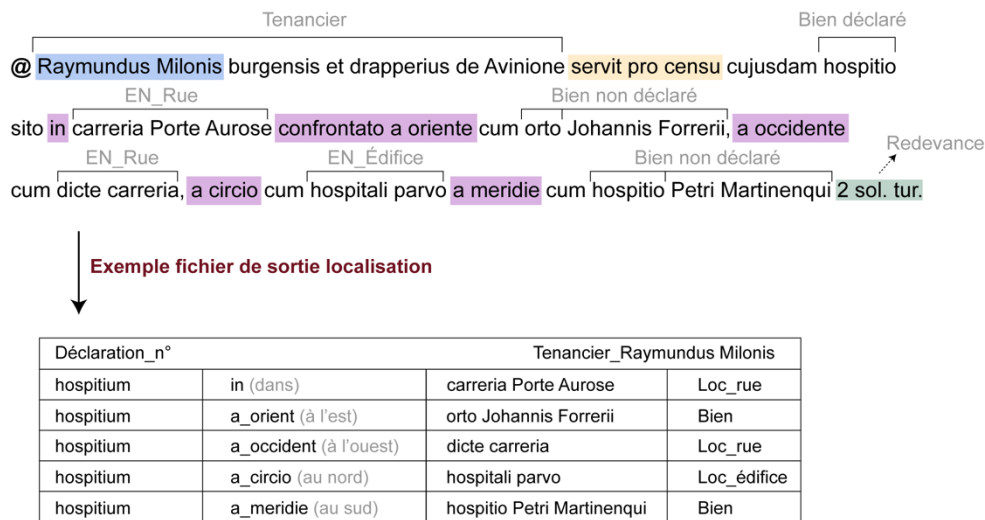 Tenancier Bien déclaré
@ Raymundus Milonis burgensis et drapperius de Avinione servit pro censu cujusdam hospitio
EN_Rue Bien non déclaré
sito in carreria Porte Aurose confrontato a oriente cum orto Johannis Forrerii, a occidente
EN_Rue EN_Édifice Bien non déclaré Redevance
cum dicte carreria, a circio cum hospitali parvo a meridie cum hospitio Petri Martinenqui 2 sol. tur.
Exemple fichier de sortie localisation
Déclaration_n° Tenancier_Raymundus Milonis
hospitium in (dans) carreria Porte Aurose Loc_rue
hospitium a_orient (à l'est) orto Johannis Forrerii Bien
hospitium a_occident (à l'ouest) dicte carreria Loc_rue
hospitium a_circio (au nord) hospitali parvo Loc_édifice
hospitium a_meridie (au sud) hospitio Petri Martinenqui Bien